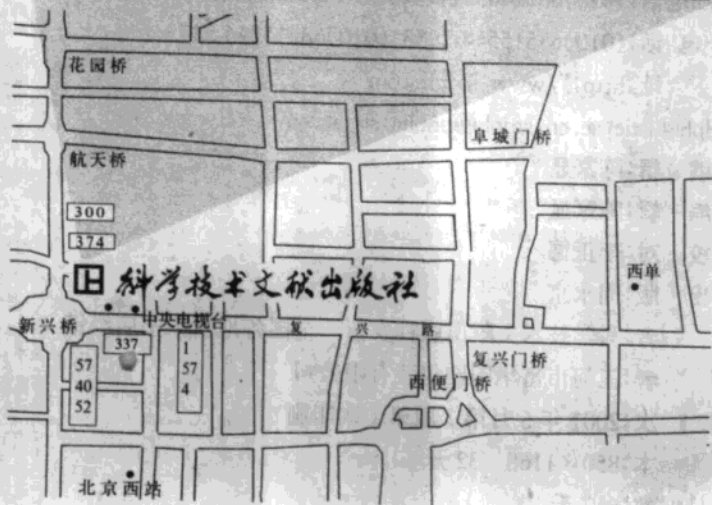 花园桥
阜城门桥
航天桥
300
374
西单
科学技术文献出版社
新兴桥
中央电视台
复兴路
337
57
40
52
1
57
4
复兴门桥
西便门桥
北京西站